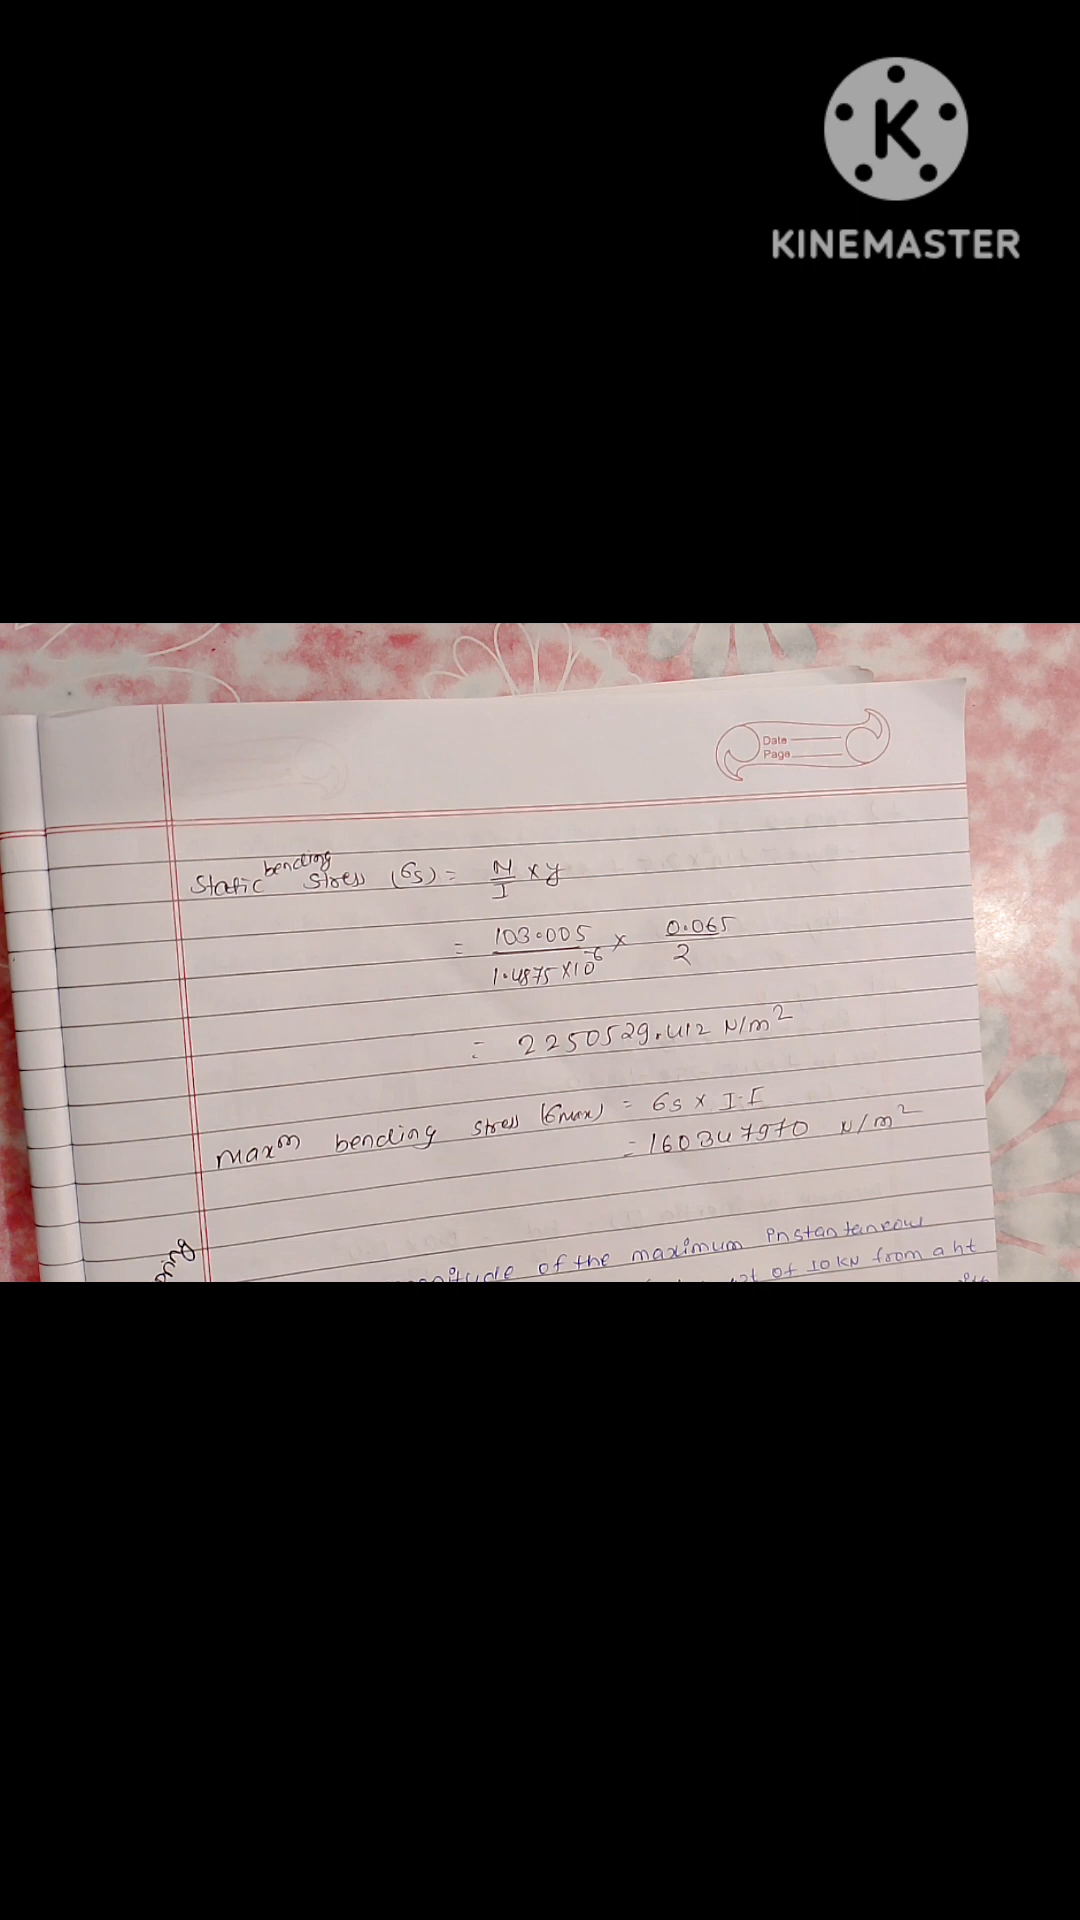 KINEMASTER
Date
Page
Static bending stress (σs) = M/I × y
= 103.005/1.4875×10^-6 × 0.065/2
= 2250529.412 N/m²
maxm bending stress (σmax) = σs × I.F
= 160347970 N/m²
of the maximum instantaneous
of 10 kN from a ht